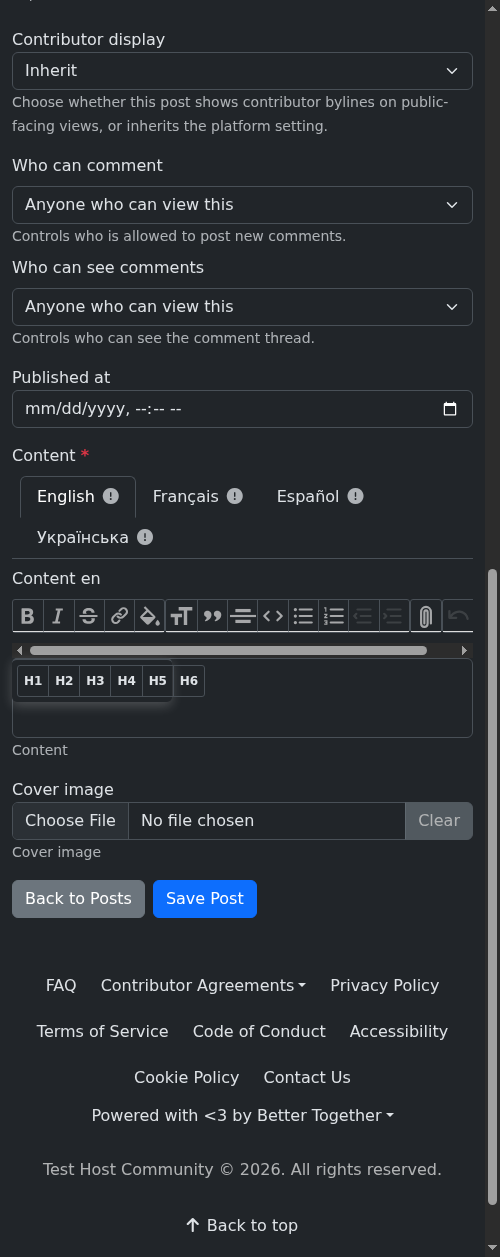 Contributor display
Inherit
Choose whether this post shows contributor bylines on public-
facing views, or inherits the platform setting.
Who can comment
Anyone who can view this
Controls who is allowed to post new comments.
Who can see comments
Anyone who can view this
Controls who can see the comment thread.
Published at
mm/dd/yyyy, --:-- --
Content *
English Français Español
Українська
Content en
H1 H2 H3 H4 H5 H6
Content
Cover image
Choose File No file chosen Clear
Cover image
Back to Posts Save Post
FAQ Contributor Agreements Privacy Policy
Terms of Service Code of Conduct Accessibility
Cookie Policy Contact Us
Powered with <3 by Better Together
Test Host Community © 2026. All rights reserved.
Back to top